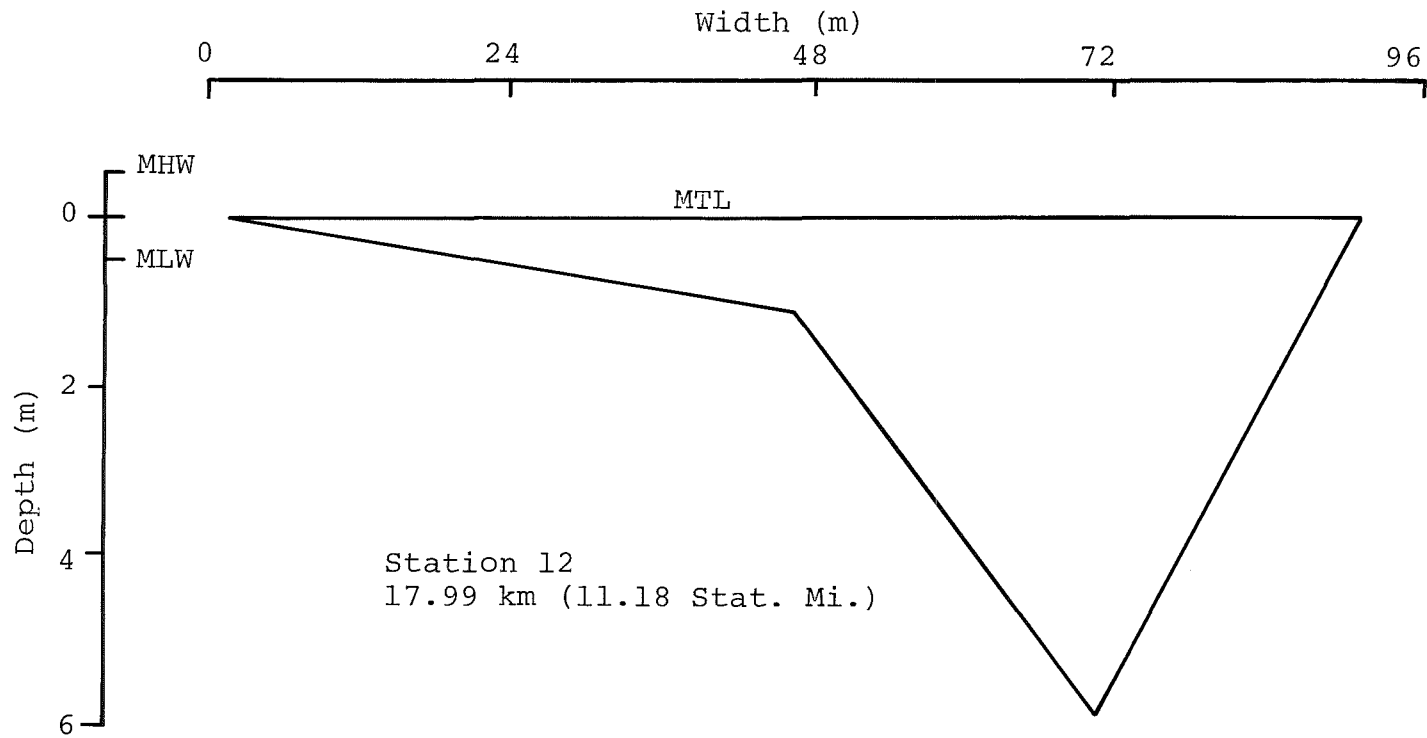 Width (m)
0 24 48 72 96
MHW
0
MTL
MLW
2
Depth (m)
4
Station 12
17.99 km (11.18 Stat. Mi.)
6